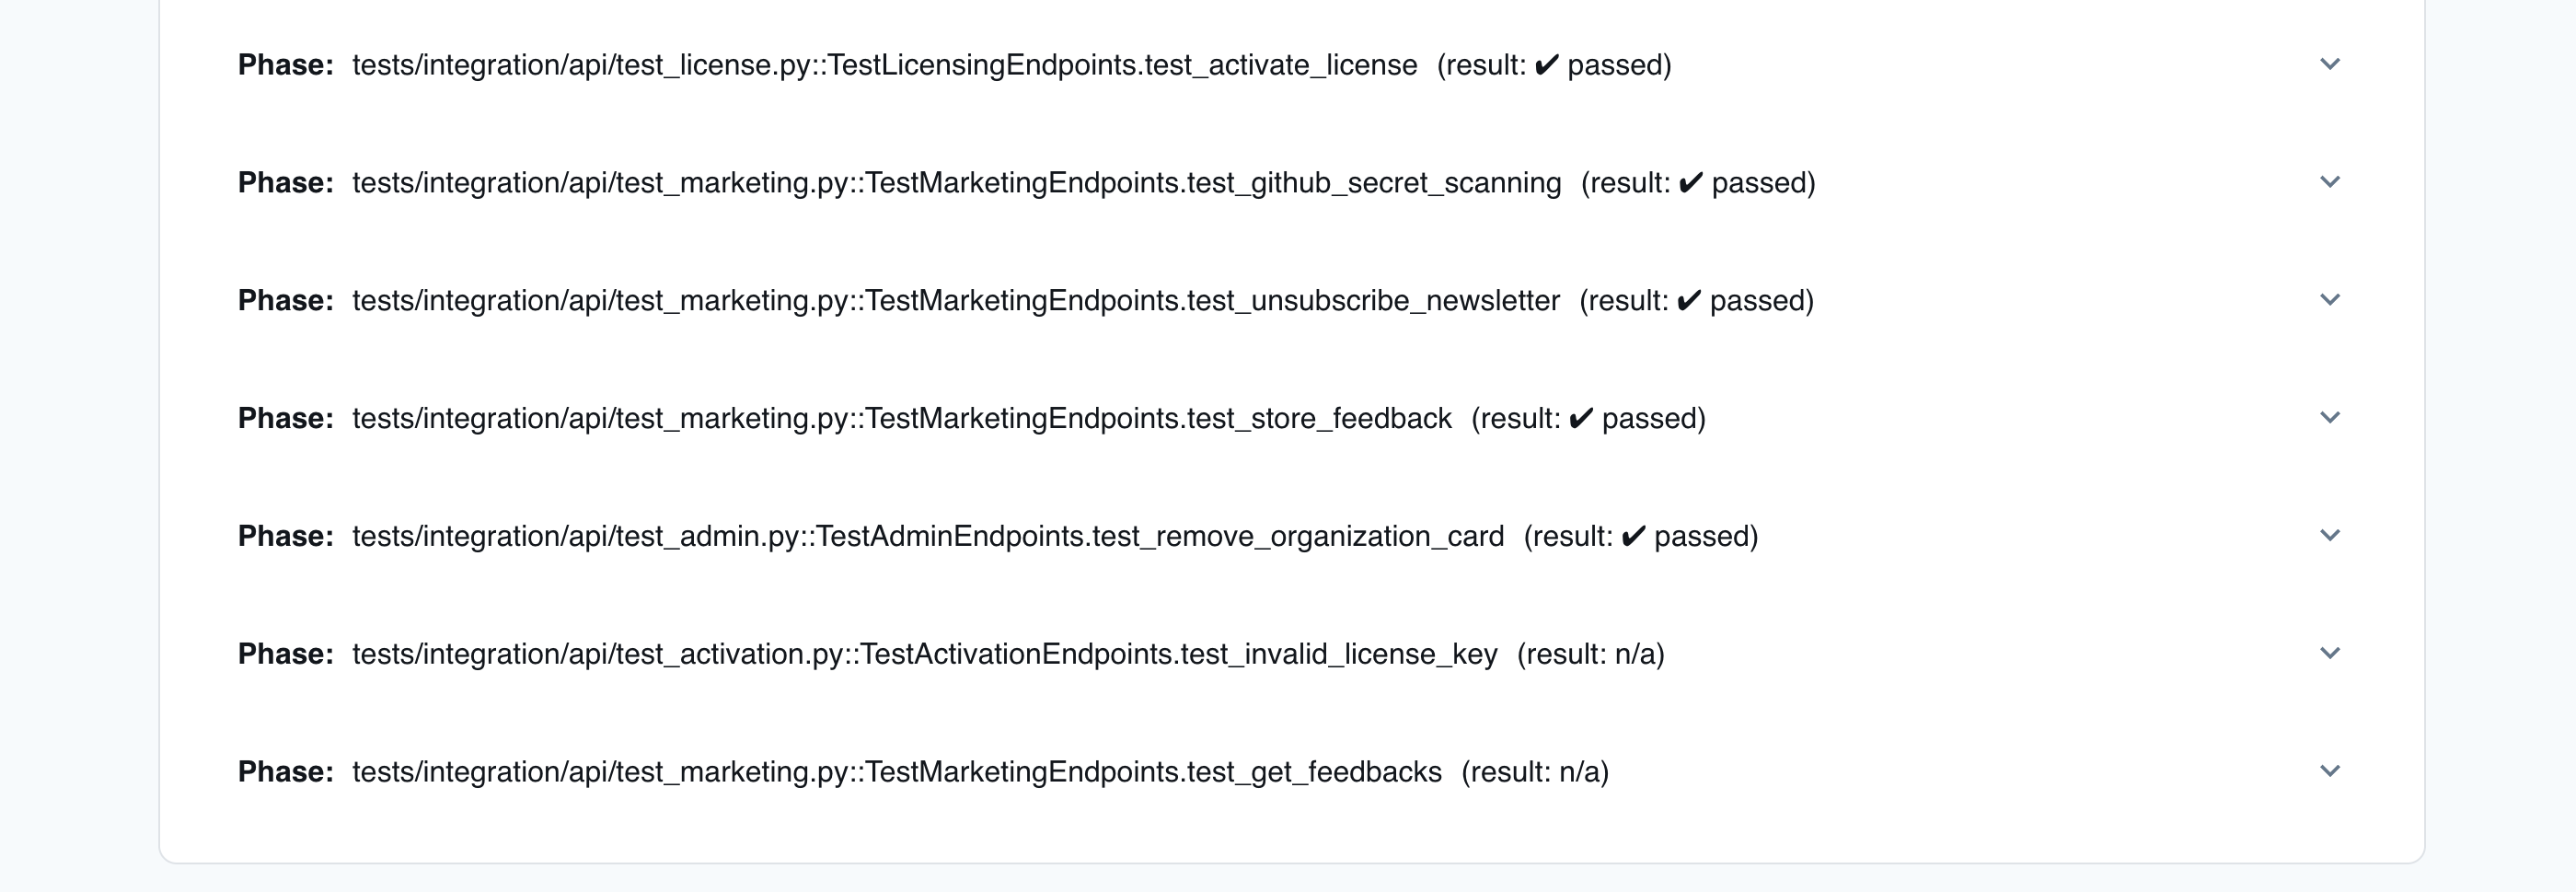 Phase: tests/integration/api/test_license.py::TestLicensingEndpoints.test_activate_license (result: ✔ passed)
Phase: tests/integration/api/test_marketing.py::TestMarketingEndpoints.test_github_secret_scanning (result: ✔ passed)
Phase: tests/integration/api/test_marketing.py::TestMarketingEndpoints.test_unsubscribe_newsletter (result: ✔ passed)
Phase: tests/integration/api/test_marketing.py::TestMarketingEndpoints.test_store_feedback (result: ✔ passed)
Phase: tests/integration/api/test_admin.py::TestAdminEndpoints.test_remove_organization_card (result: ✔ passed)
Phase: tests/integration/api/test_activation.py::TestActivationEndpoints.test_invalid_license_key (result: n/a)
Phase: tests/integration/api/test_marketing.py::TestMarketingEndpoints.test_get_feedbacks (result: n/a)